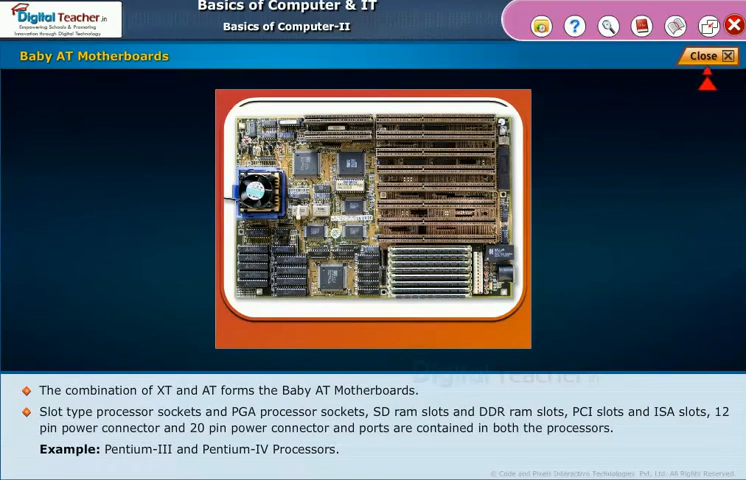 Digital Teacher.in
Empowering Schools & Promoting
Innovation through Digital Technology
Basics of Computer & IT
Basics of Computer-II
Baby AT Motherboards
Close
Digital Teacher.in
The combination of XT and AT forms the Baby AT Motherboards.
Slot type processor sockets and PGA processor sockets, SD ram slots and DDR ram slots, PCI slots and ISA slots, 12
pin power connector and 20 pin power connector and ports are contained in both the processors.
Example: Pentium-III and Pentium-IV Processors.
© Code and Pixels Interactive Technologies Pvt. Ltd. All Rights Reserved.